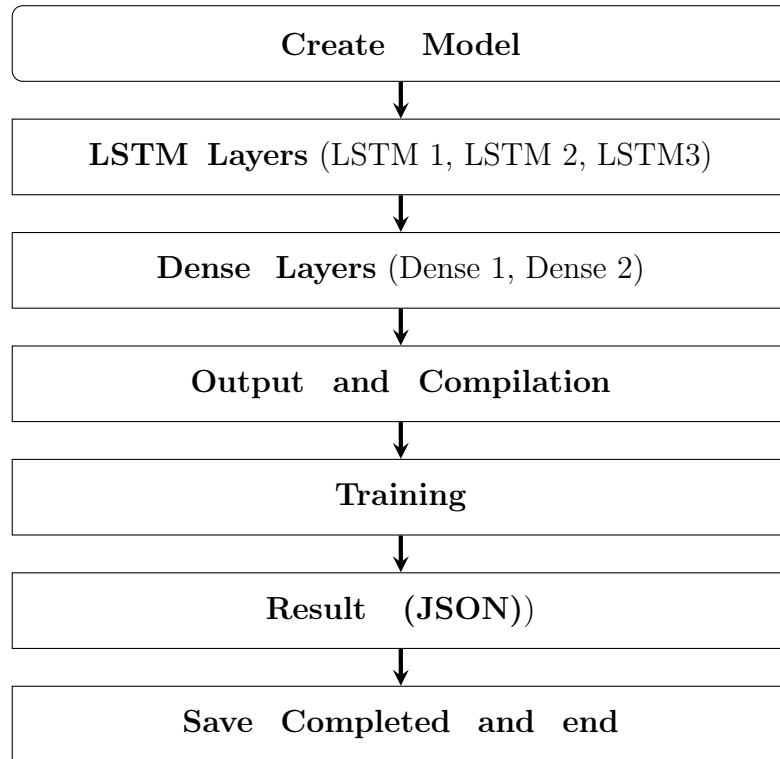 Create Model
LSTM Layers (LSTM 1, LSTM 2, LSTM3)
Dense Layers (Dense 1, Dense 2)
Output and Compilation
Training
Result (JSON))
Save Completed and end